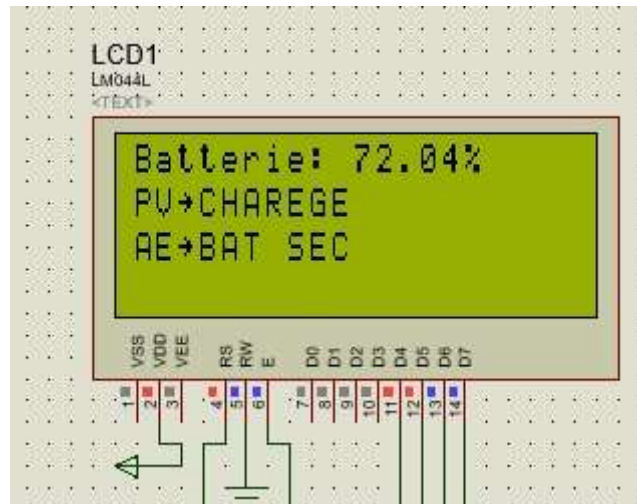 LCD1
LM044L
<TEXT>
Batterie: 72.04%
PV→CHAREGE
AE→BAT SEC
VSS VDD VEE RS RW E D0 D1 D2 D3 D4 D5 D6 D7
1 2 3 4 5 6 7 8 9 10 11 12 13 14